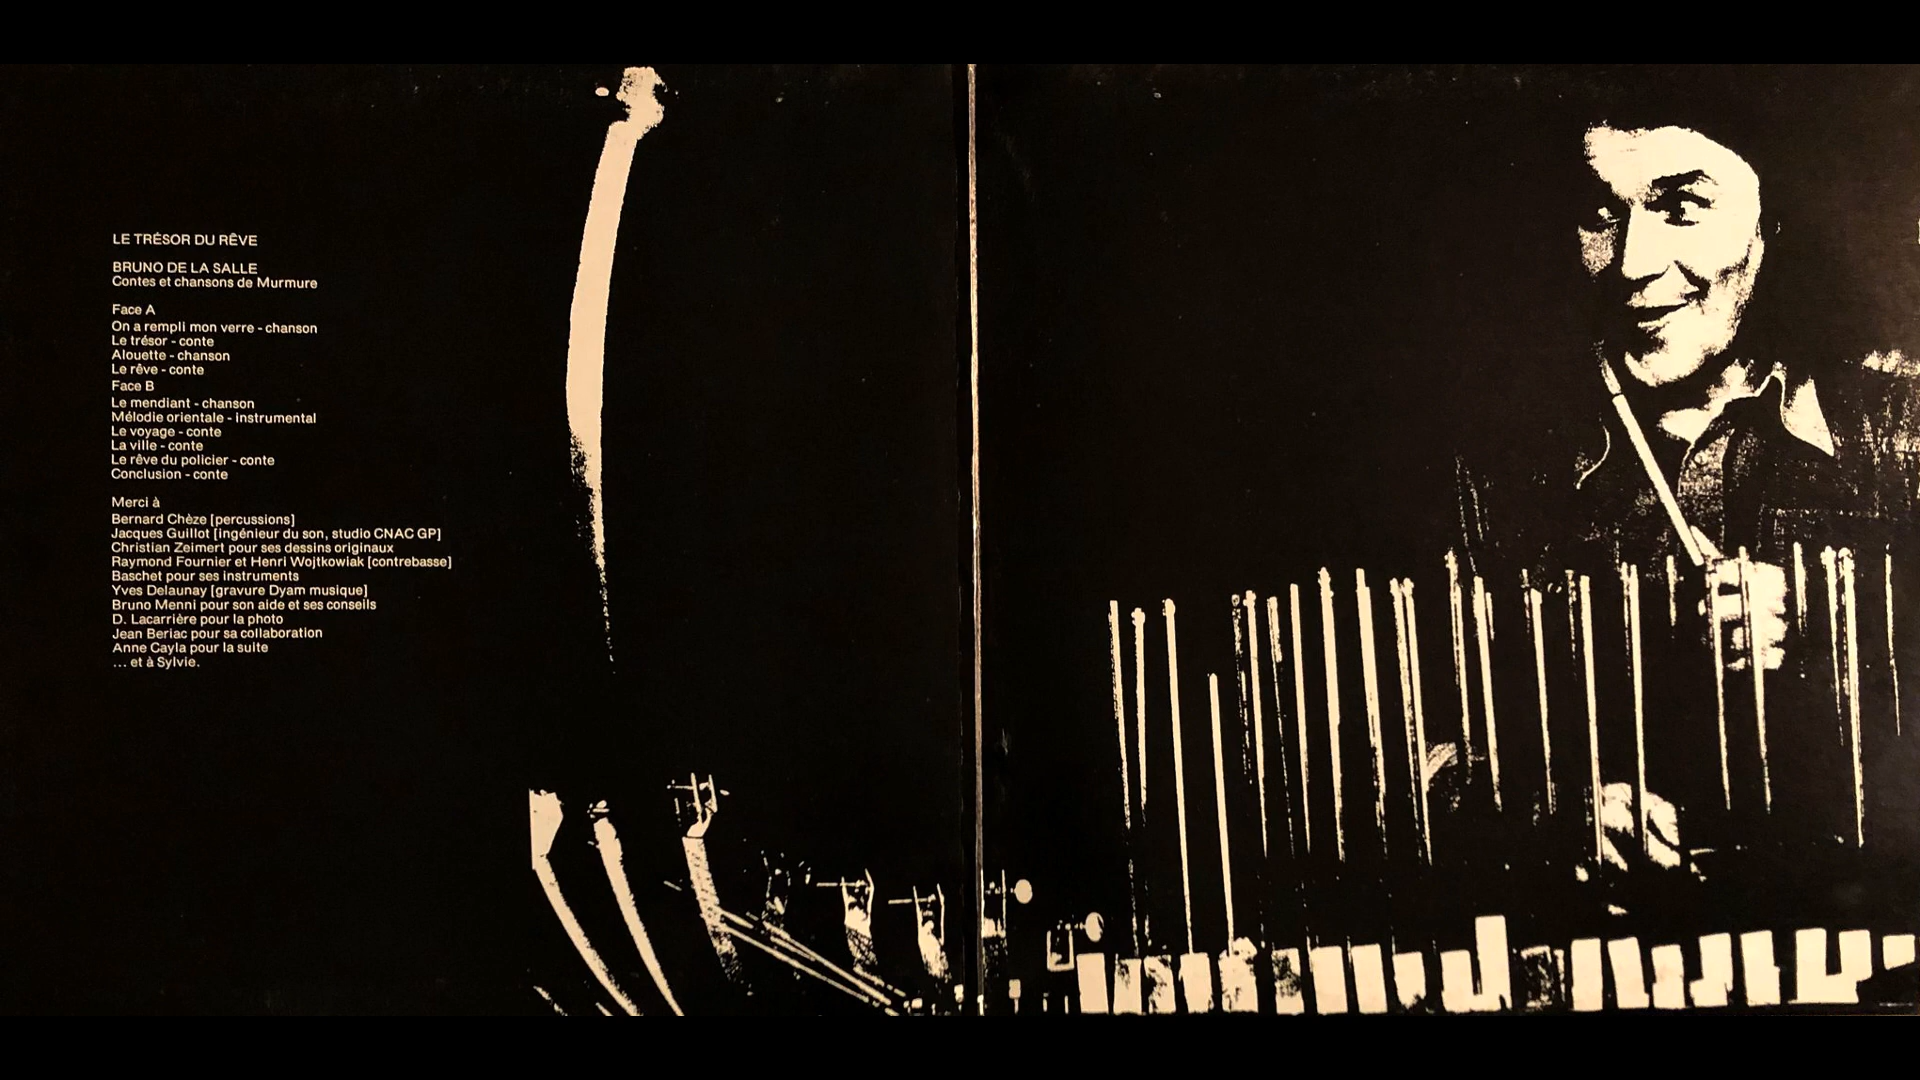 LE TRÉSOR DU RÊVE
BRUNO DE LA SALLE
Contes et chansons de Murmure
Face A
On a rempli mon verre - chanson
Le trésor - conte
Alouette - chanson
Le rêve - conte
Face B
Le mendiant - chanson
Mélodie orientale - instrumental
Le voyage - conte
La ville - conte
Le rêve du policier - conte
Conclusion - conte
Merci à
Bernard Chèze [percussions]
Jacques Guillot [ingénieur du son, studio CNAC GP]
Christian Zeimert pour ses dessins originaux
Raymond Fournier et Henri Wojtkowiak [contrebasse]
Baschet pour ses instruments
Yves Delaunay [gravure Dyam musique]
Bruno Menni pour son aide et ses conseils
D. Lacarrière pour la photo
Jean Beriac pour sa collaboration
Anne Cayla pour la suite
... et à Sylvie.